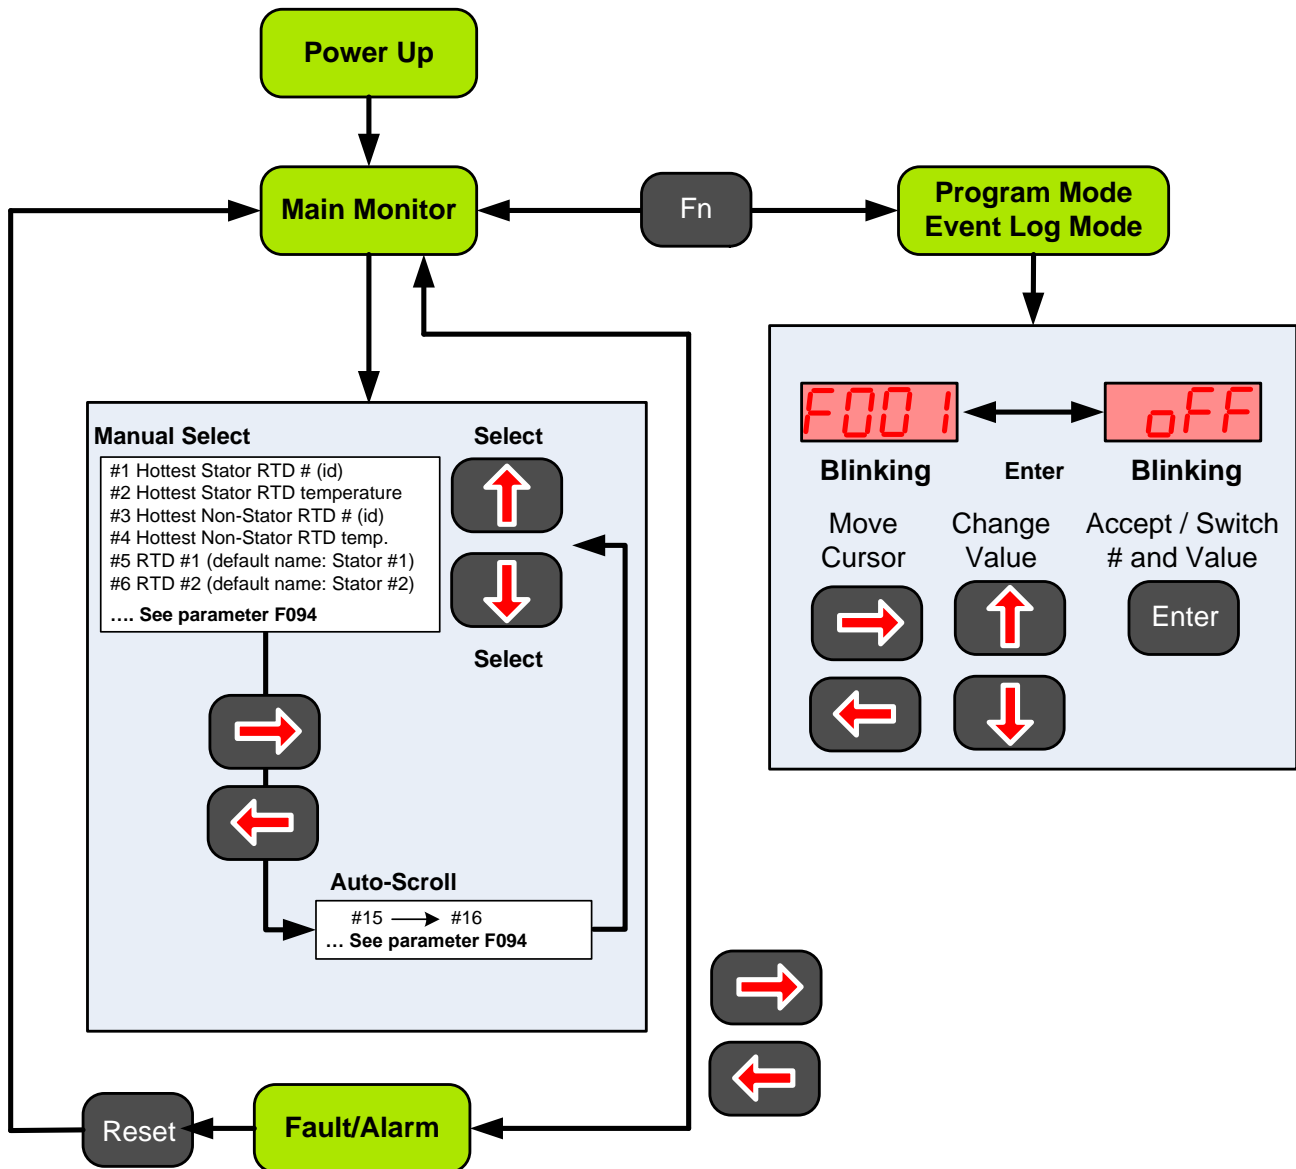 Power Up
Main Monitor
Fn
Program Mode
Event Log Mode
Manual Select
Select
#1 Hottest Stator RTD # (id)
#2 Hottest Stator RTD temperature
#3 Hottest Non-Stator RTD # (id)
#4 Hottest Non-Stator RTD temp.
#5 RTD #1 (default name: Stator #1)
#6 RTD #2 (default name: Stator #2)
.... See parameter F094
Select
Auto-Scroll
#15 #16
... See parameter F094
F001
oFF
Blinking
Enter
Blinking
Move
Cursor
Change
Value
Accept / Switch
# and Value
Enter
Reset
Fault/Alarm